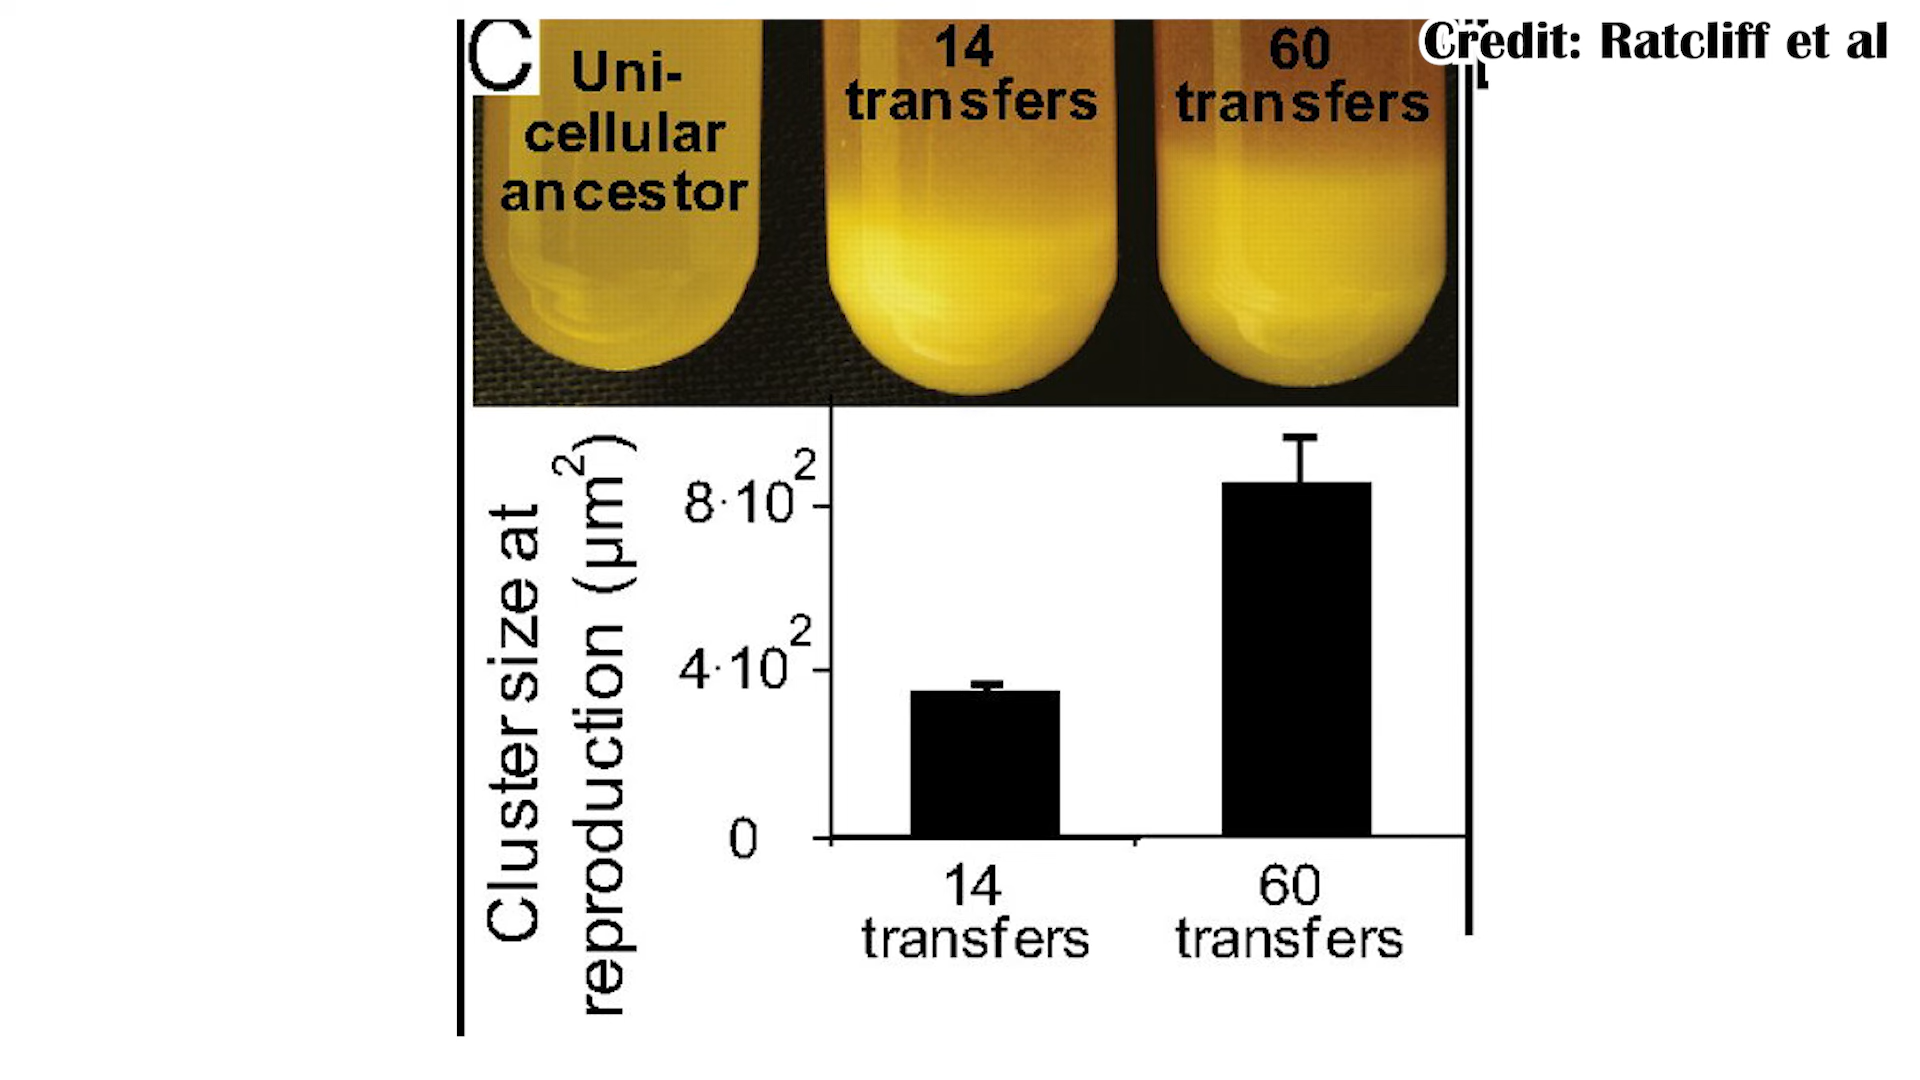 C
Uni-
cellular
ancestor
14
transfers
60
transfers
Credit: Ratcliff et al
Cluster size at
reproduction (µm²)
8·10²
4·10²
0
14
transfers
60
transfers